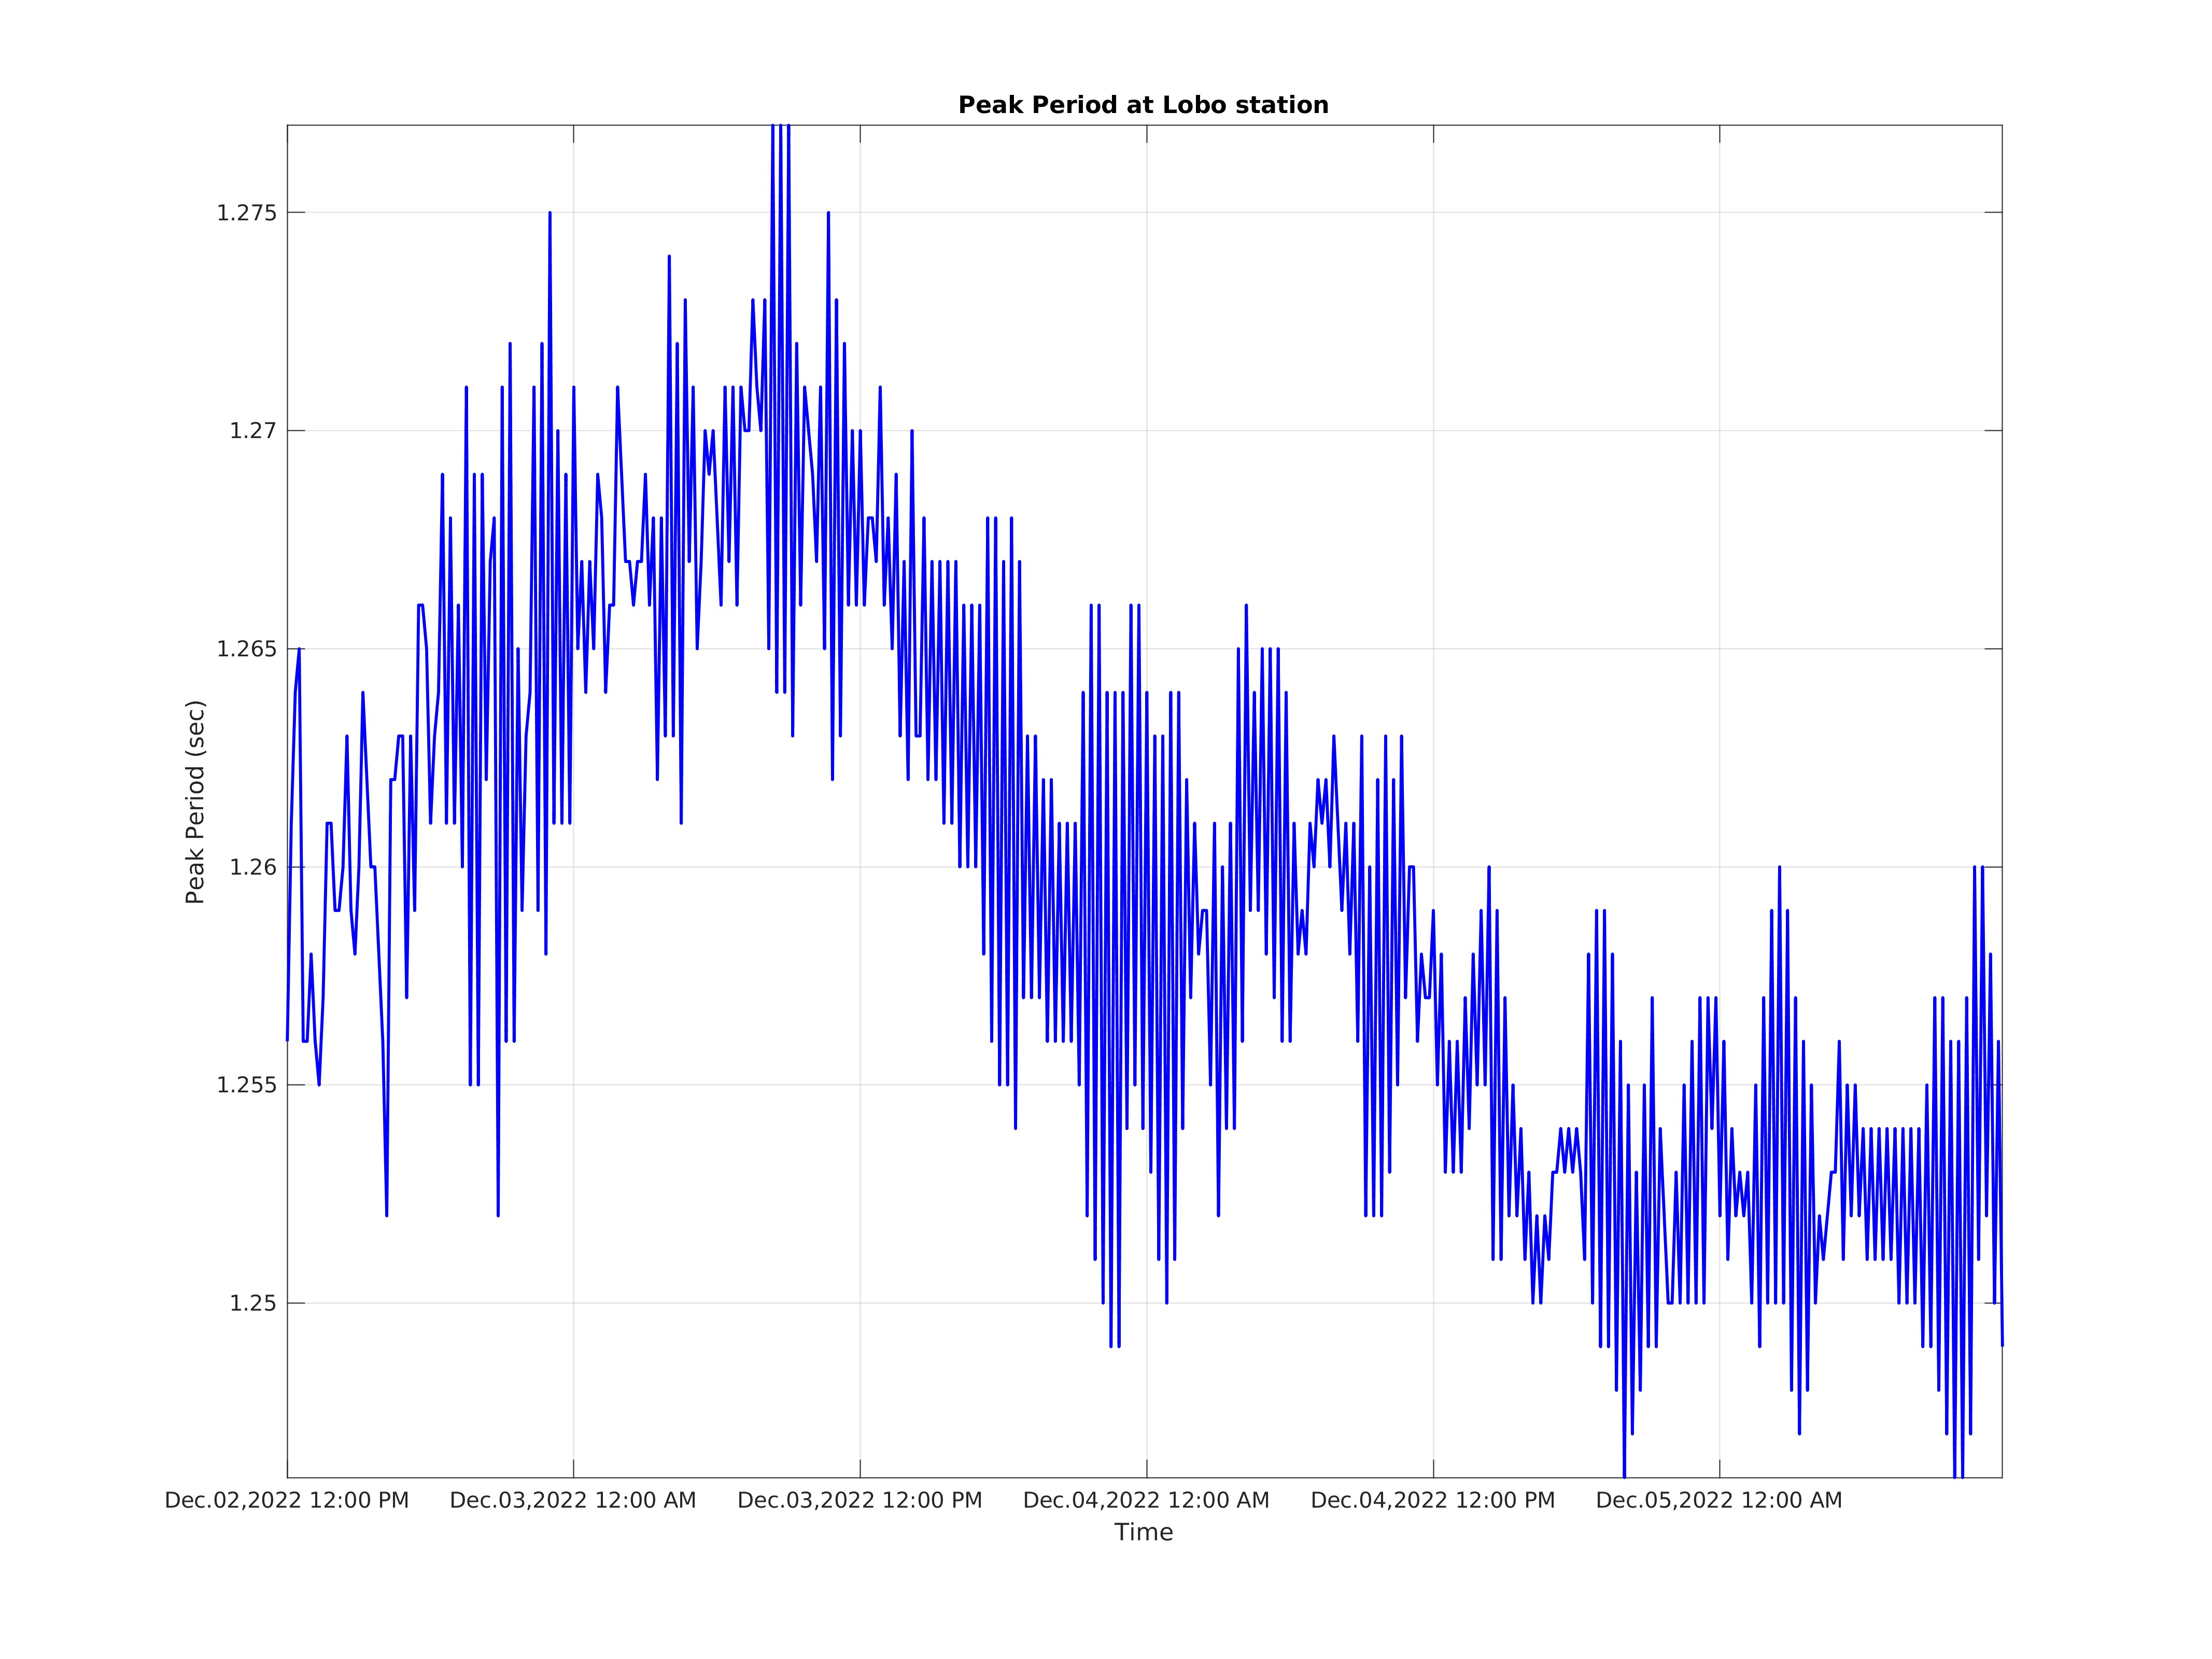 Peak Period at Lobo station
Peak Period (sec)
1.275
1.27
1.265
1.26
1.255
1.25
Dec.02,2022 12:00 PM
Dec.03,2022 12:00 AM
Dec.03,2022 12:00 PM
Dec.04,2022 12:00 AM
Dec.04,2022 12:00 PM
Dec.05,2022 12:00 AM
Time